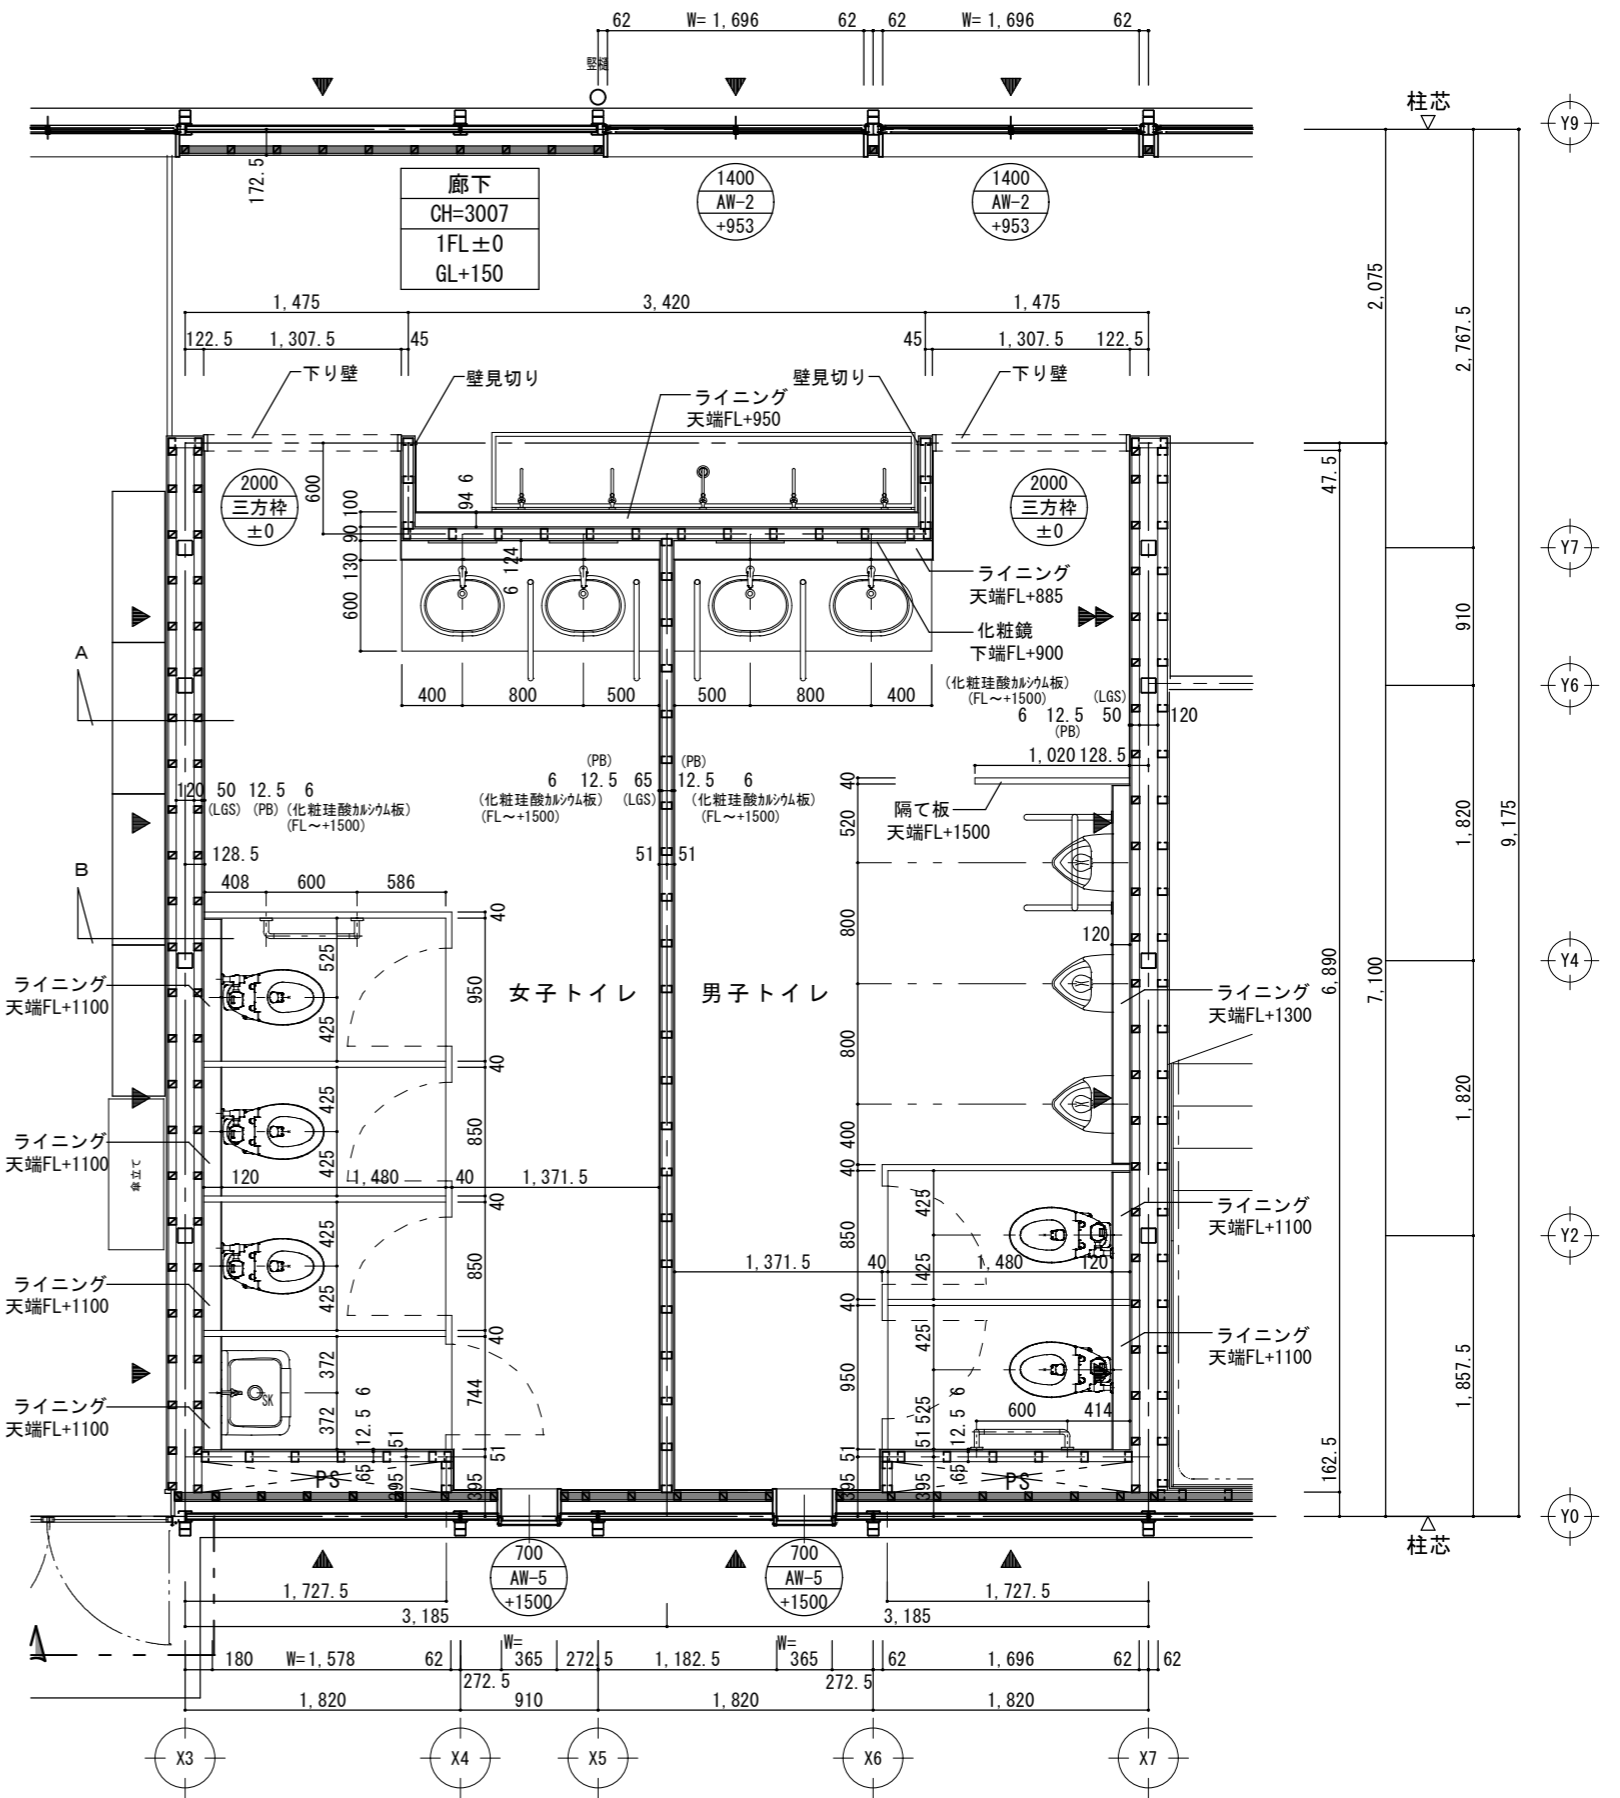 62 W= 1,696 62 62 W= 1,696 62
竪樋
柱芯
Y9
172.5
廊下
CH=3007
1FL±0
GL+150
1400
AW-2
+953
1400
AW-2
+953
2,075
2,767.5
1,475 3,420 1,475
122.5 1,307.5 45 45 1,307.5 122.5
下り壁 壁見切り 壁見切り 下り壁
ライニング
天端FL+950
2000
三方枠
±0
600
100
90
130
600
94 6
124
6
2000
三方枠
±0
47.5
Y7
ライニング
天端FL+885
化粧鏡
下端FL+900
910
A
400 800 500 500 800 400
(化粧珪酸カルシウム板)
(FL～+1500)
(LGS)
6 12.5 50 120
(PB)
Y6
1,020 128.5
120 50 12.5 6
(LGS) (PB) (化粧珪酸カルシウム板)
(FL～+1500)
(PB) (PB)
6 12.5 65 12.5 6
(化粧珪酸カルシウム板) (LGS) (化粧珪酸カルシウム板)
(FL～+1500) (FL～+1500)
40
520
隔て板
天端FL+1500
1,820
9,175
B
128.5
51 51
408 600 586
40
525
950
425
800
120
女子トイレ 男子トイレ
ライニング
天端FL+1100
ライニング
天端FL+1300
6,890
7,100
Y4
40
425
850
425
800
400
40
1,820
ライニング
天端FL+1100
傘立て
120 1,480 40 1,371.5
40
425
850
425
425
850
425
1,371.5 40 1,480 120
ライニング
天端FL+1100
Y2
ライニング
天端FL+1100
40
372
744
372
SK
40
425
950
525
ライニング
天端FL+1100
1,857.5
ライニング
天端FL+1100
600 414
12.5 6
51
65
395
51
395
PS
51
12.5 6
65
395
395
PS
162.5
Y0
柱芯
700
AW-5
+1500
700
AW-5
+1500
1,727.5 1,727.5
3,185 3,185
W= W=
180 W=1,578 62 365 272.5 1,182.5 365 62 1,696 62 62
272.5 272.5
1,820 910 1,820 1,820
X3 X4 X5 X6 X7